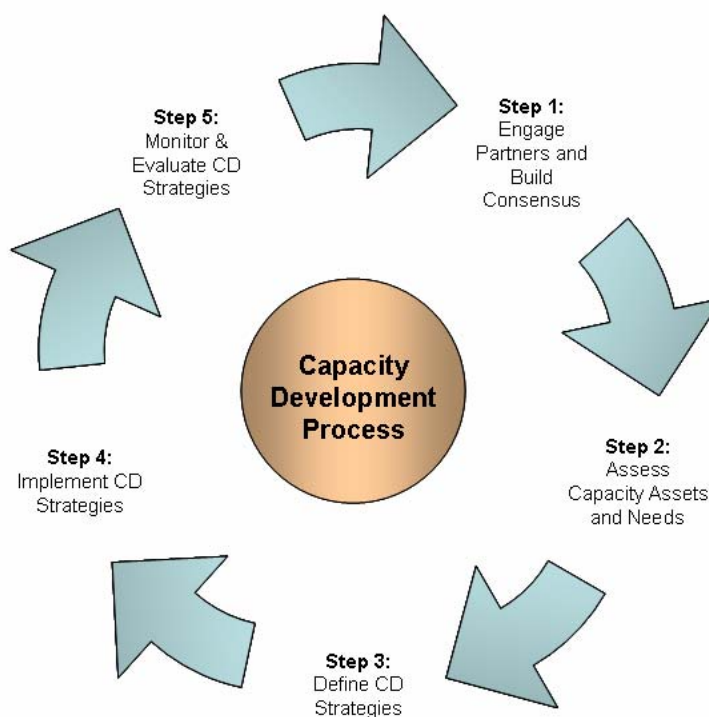 Step 1:
Engage
Partners and
Build
Consensus
Step 2:
Assess
Capacity Assets
and Needs
Step 3:
Define CD
Strategies
Step 4:
Implement CD
Strategies
Step 5:
Monitor &
Evaluate CD
Strategies
Capacity
Development
Process